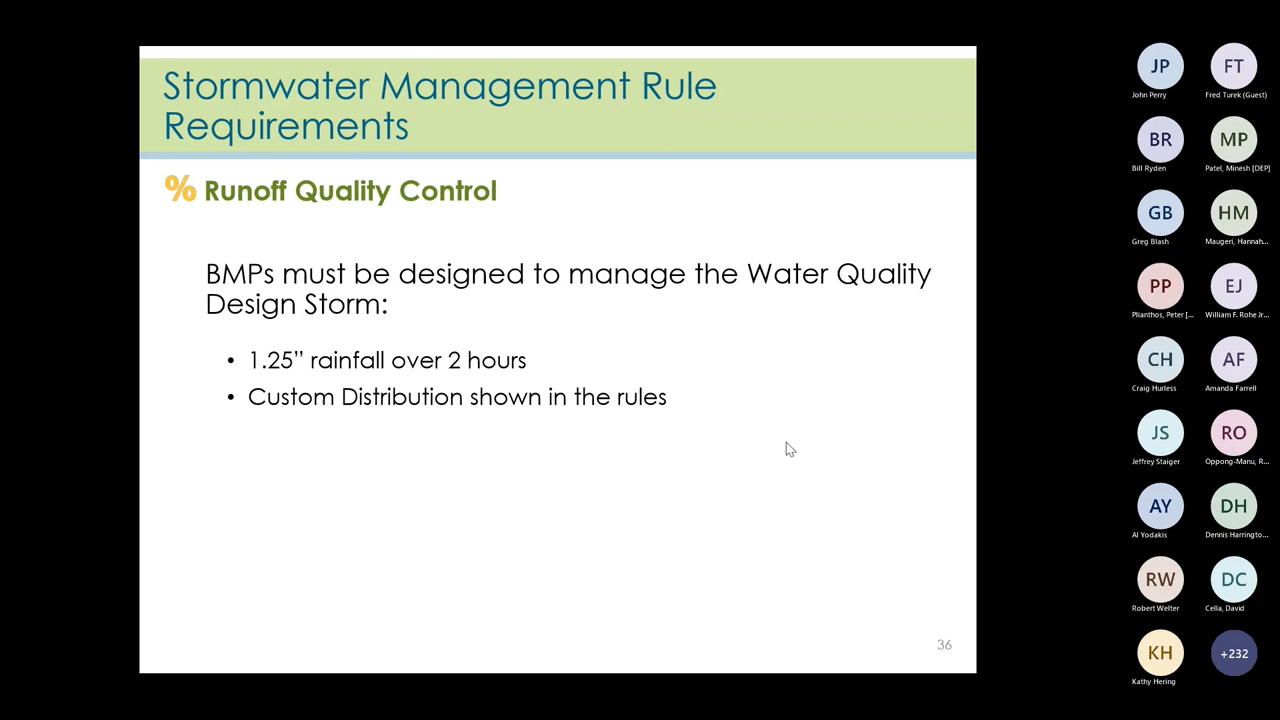 Stormwater Management Rule
Requirements
% Runoff Quality Control
BMPs must be designed to manage the Water Quality
Design Storm:
• 1.25” rainfall over 2 hours
• Custom Distribution shown in the rules
36
JP
John Perry
FT
Fred Turek (Guest)
BR
Bill Ryden
MP
Patel, Minesh [DEP]
GB
Greg Blash
HM
Maugeri, Hannah...
PP
Plianthos, Peter [...
EJ
William F. Rohe Jr...
CH
Craig Hurless
AF
Amanda Farrell
JS
Jeffrey Staiger
RO
Oppong-Manu, R...
AY
Al Yodakis
DH
Dennis Harringto...
RW
Robert Welter
DC
Cella, David
KH
Kathy Hering
+232